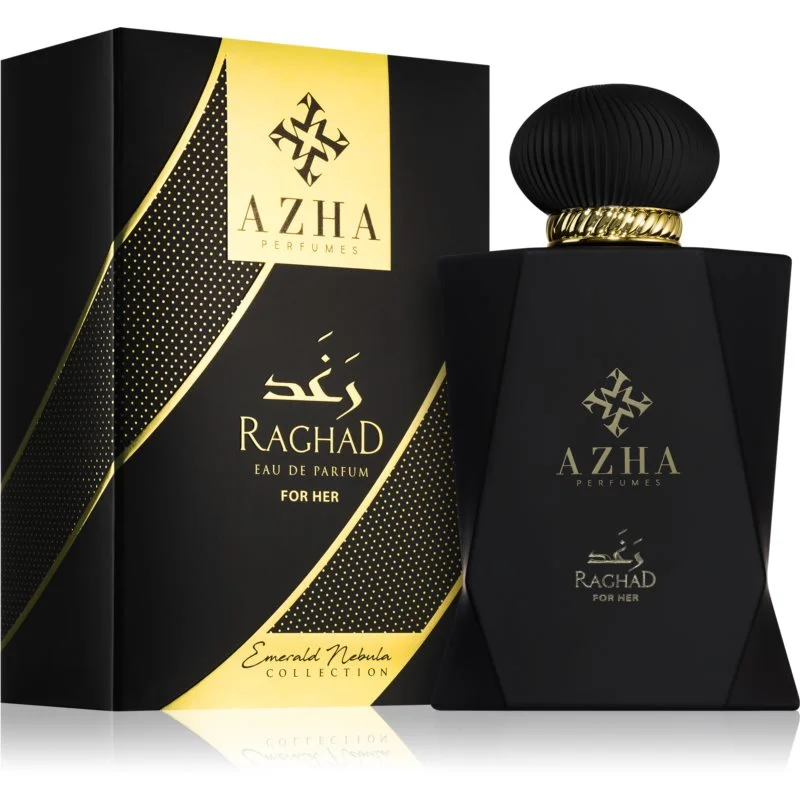 AZHA
PERFUMES
رَغَد
RAGHAD
EAU DE PARFUM
FOR HER
Emerald Nebula
COLLECTION
AZHA
PERFUMES
رَغَد
RAGHAD
FOR HER